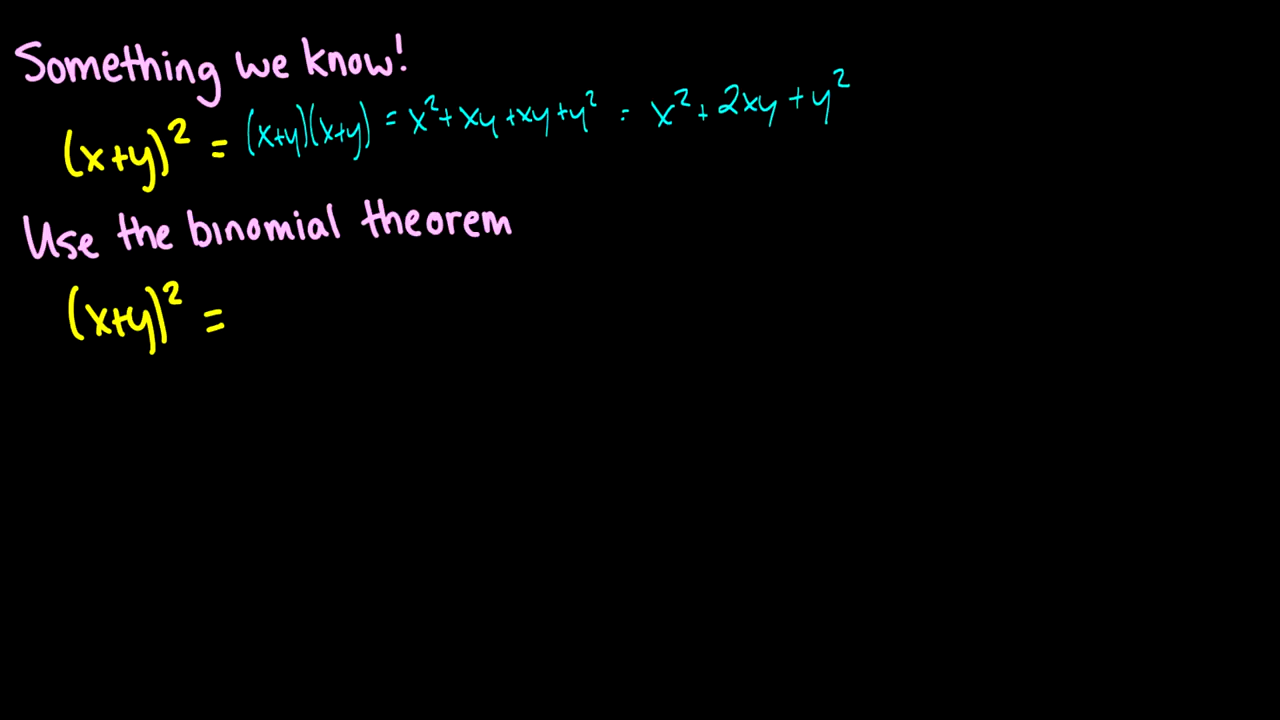 Something we know!
(x+y)² = (x+y)(x+y) = x²+ xy +xy +y² = x² + 2xy + y²
Use the binomial theorem
(x+y)² =